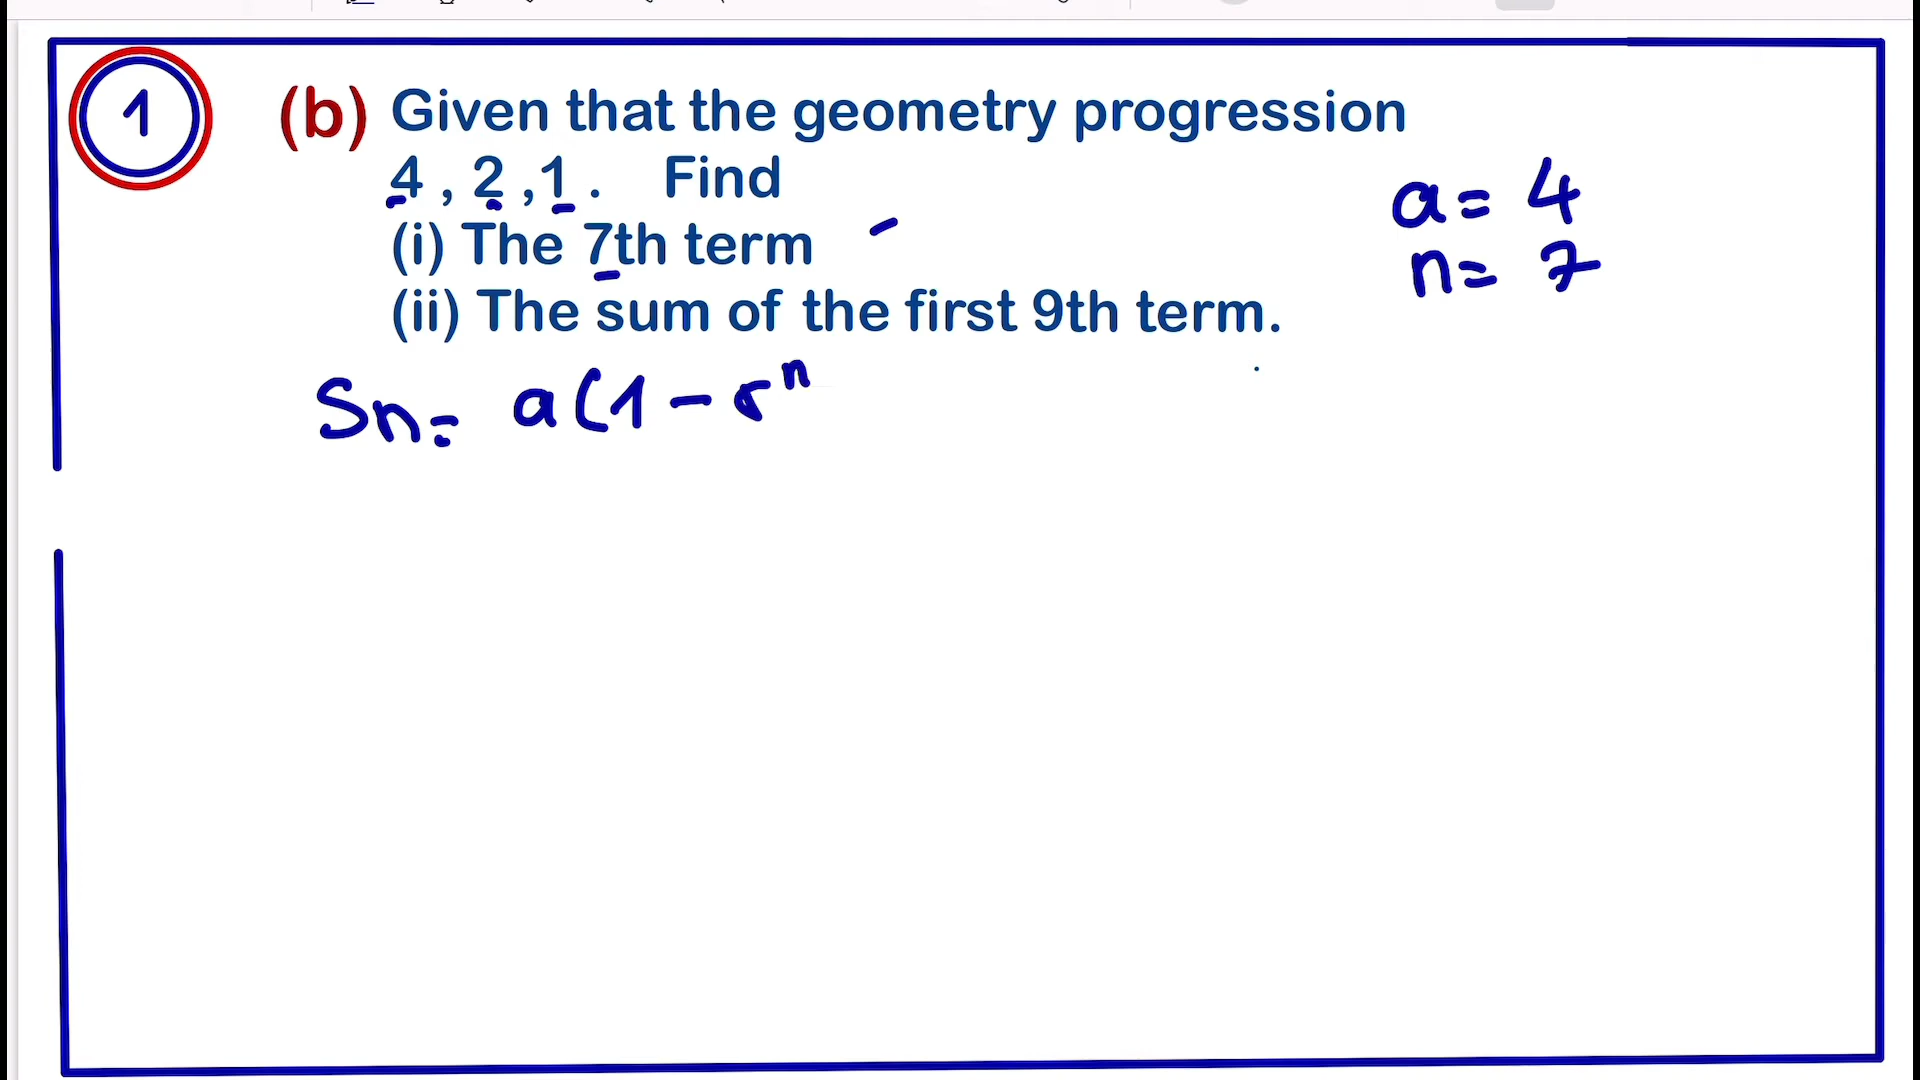 1
(b) Given that the geometry progression
4 , 2 ,1 . Find
(i) The 7th term
(ii) The sum of the first 9th term.
a= 4
n= 7
Sn= a(1-r^n